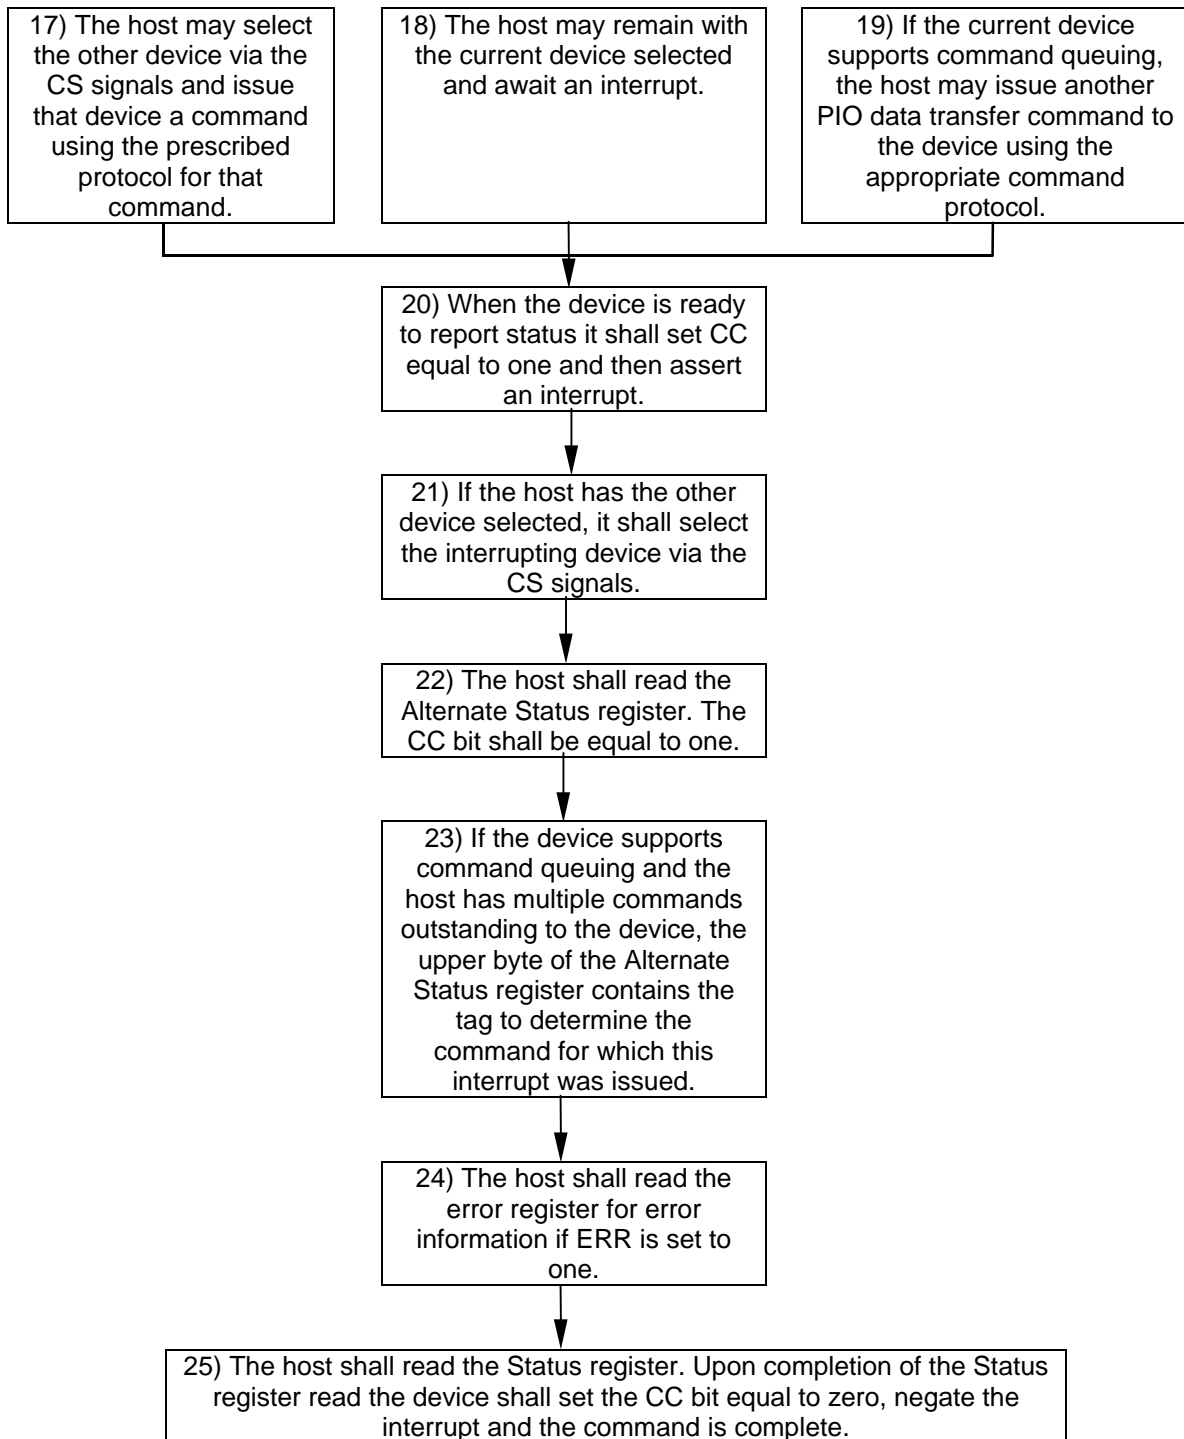 17) The host may select
the other device via the
CS signals and issue
that device a command
using the prescribed
protocol for that
command.
18) The host may remain with
the current device selected
and await an interrupt.
19) If the current device
supports command queuing,
the host may issue another
PIO data transfer command to
the device using the
appropriate command
protocol.
20) When the device is ready
to report status it shall set CC
equal to one and then assert
an interrupt.
21) If the host has the other
device selected, it shall select
the interrupting device via the
CS signals.
22) The host shall read the
Alternate Status register. The
CC bit shall be equal to one.
23) If the device supports
command queuing and the
host has multiple commands
outstanding to the device, the
upper byte of the Alternate
Status register contains the
tag to determine the
command for which this
interrupt was issued.
24) The host shall read the
error register for error
information if ERR is set to
one.
25) The host shall read the Status register. Upon completion of the Status
register read the device shall set the CC bit equal to zero, negate the
interrupt and the command is complete.